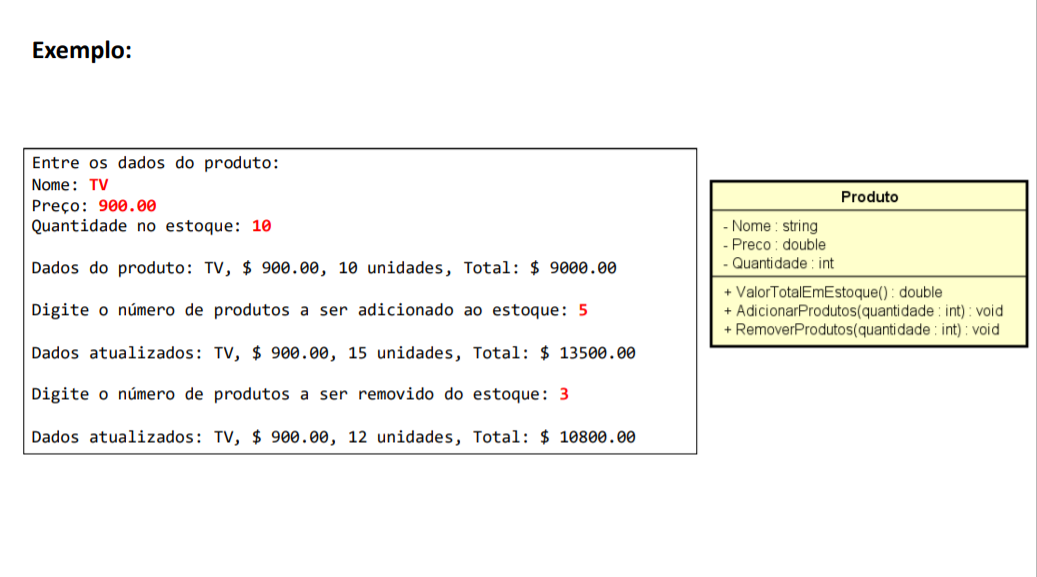 Exemplo:
Entre os dados do produto:
Nome: TV
Preço: 900.00
Quantidade no estoque: 10
Dados do produto: TV, $ 900.00, 10 unidades, Total: $ 9000.00
Digite o número de produtos a ser adicionado ao estoque: 5
Dados atualizados: TV, $ 900.00, 15 unidades, Total: $ 13500.00
Digite o número de produtos a ser removido do estoque: 3
Dados atualizados: TV, $ 900.00, 12 unidades, Total: $ 10800.00
Produto
- Nome : string
- Preco : double
- Quantidade : int
+ ValorTotalEmEstoque() : double
+ AdicionarProdutos(quantidade : int) : void
+ RemoverProdutos(quantidade : int) : void